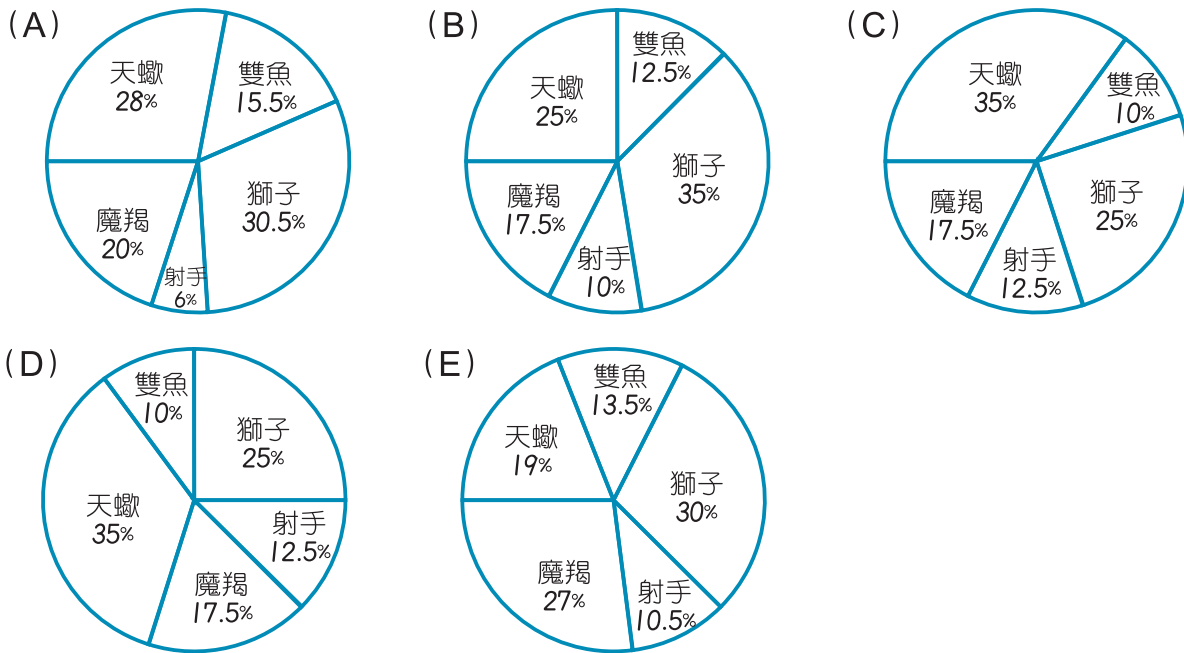 (A)
天蠍
28%
雙魚
15.5%
獅子
30.5%
射手
6%
魔羯
20%
(B)
天蠍
25%
雙魚
12.5%
獅子
35%
射手
10%
魔羯
17.5%
(C)
天蠍
35%
雙魚
10%
獅子
25%
射手
12.5%
魔羯
17.5%
(D)
雙魚
10%
獅子
25%
射手
12.5%
魔羯
17.5%
天蠍
35%
(E)
雙魚
13.5%
天蠍
19%
獅子
30%
射手
10.5%
魔羯
27%